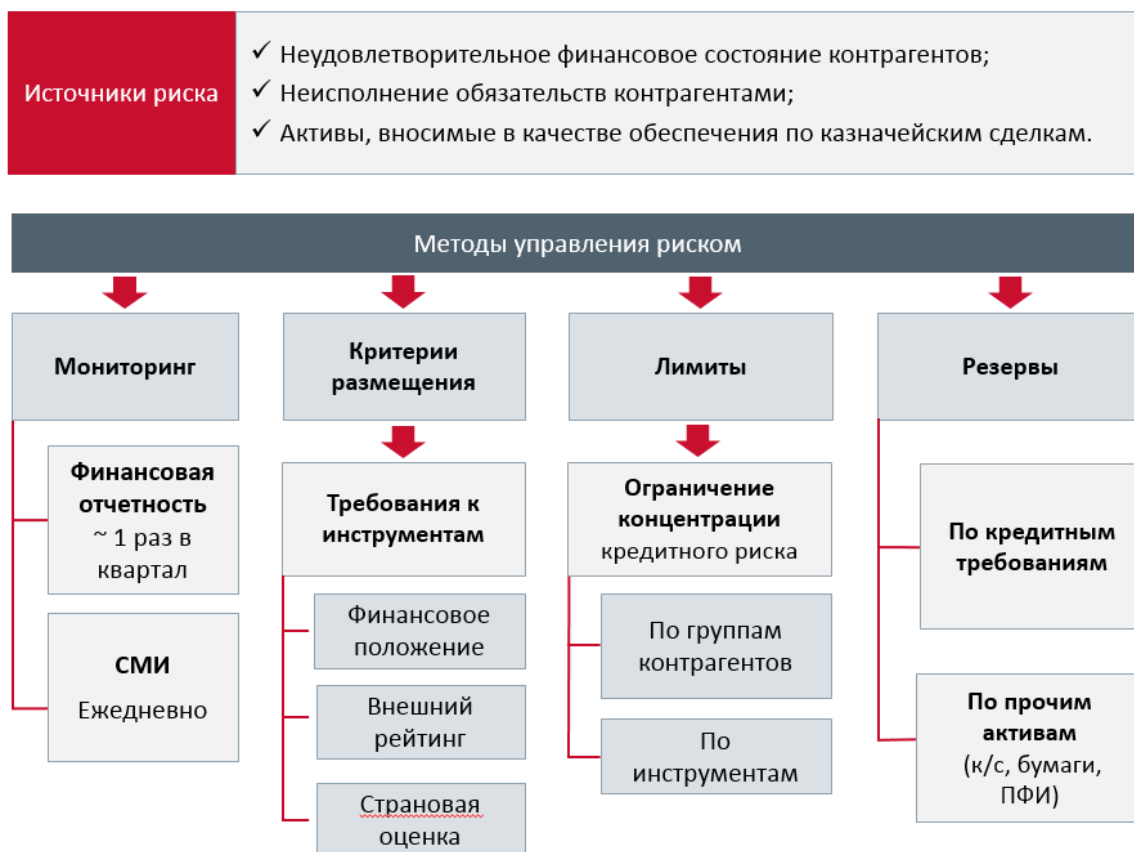 Источники риска
✓ Неудовлетворительное финансовое состояние контрагентов;
✓ Неисполнение обязательств контрагентами;
✓ Активы, вносимые в качестве обеспечения по казначейским сделкам.
Методы управления риском
Мониторинг
Финансовая
отчетность
~ 1 раз в
квартал
СМИ
Ежедневно
Критерии
размещения
Требования к
инструментам
Финансовое
положение
Внешний
рейтинг
Страновая
оценка
Лимиты
Ограничение
концентрации
кредитного риска
По группам
контрагентов
По
инструментам
Резервы
По кредитным
требованиям
По прочим
активам
(к/с, бумаги,
ПФИ)